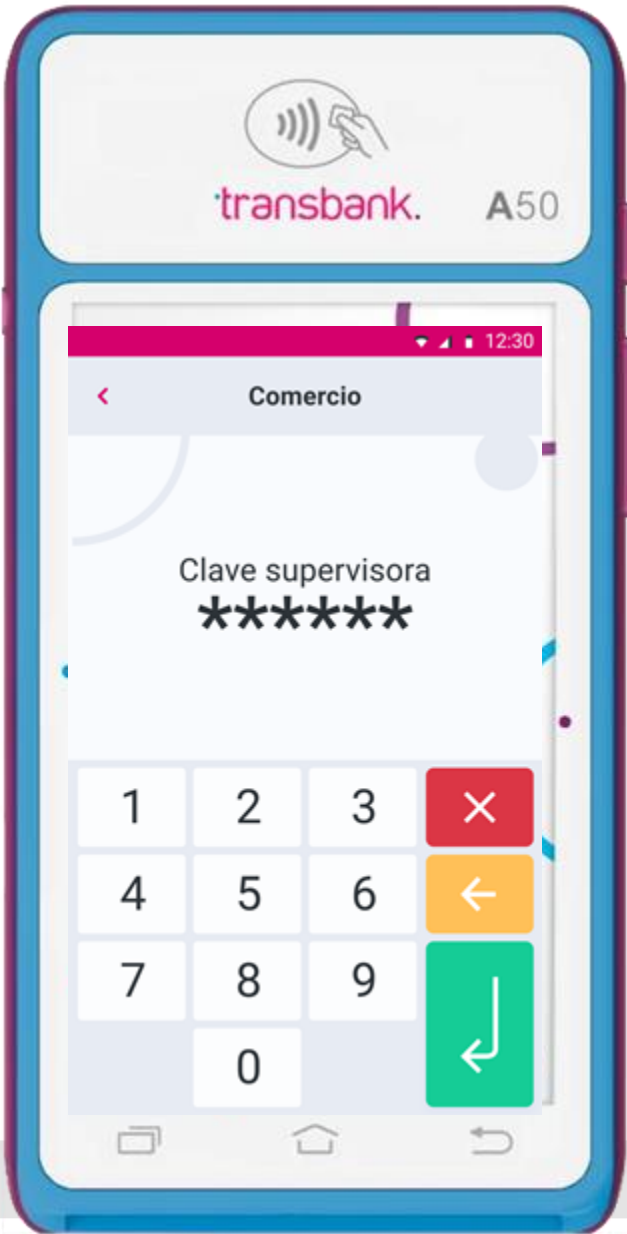 transbank.
A50
12:30
Comercio
Clave supervisora
******
1 2 3
4 5 6
7 8 9
0